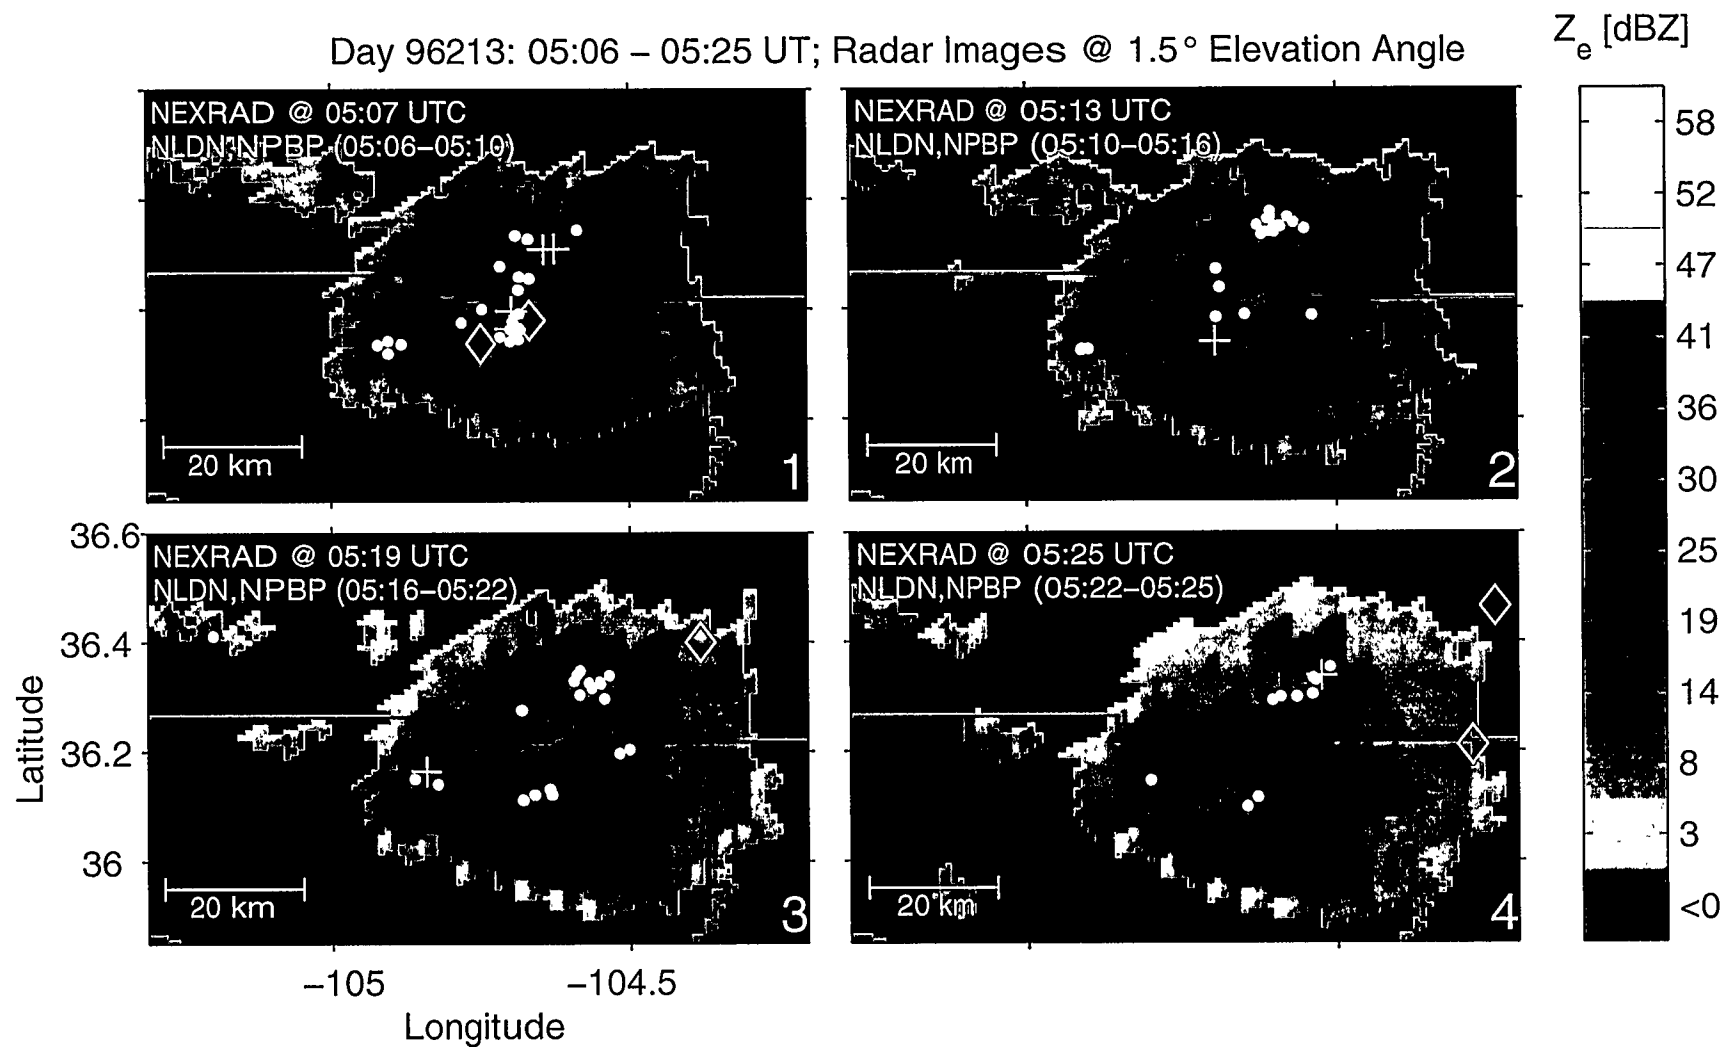 Day 96213: 05:06 – 05:25 UT; Radar Images @ 1.5° Elevation Angle
Z_e [dBZ]
NEXRAD @ 05:07 UTC
NLDN,NPBP (05:06–05:10)
20 km
1
NEXRAD @ 05:13 UTC
NLDN,NPBP (05:10–05:16)
20 km
2
NEXRAD @ 05:19 UTC
NLDN,NPBP (05:16–05:22)
20 km
3
NEXRAD @ 05:25 UTC
NLDN,NPBP (05:22–05:25)
20 km
4
36.6
36.4
36.2
36
Latitude
–105
–104.5
Longitude
58
52
47
41
36
30
25
19
14
8
3
<0